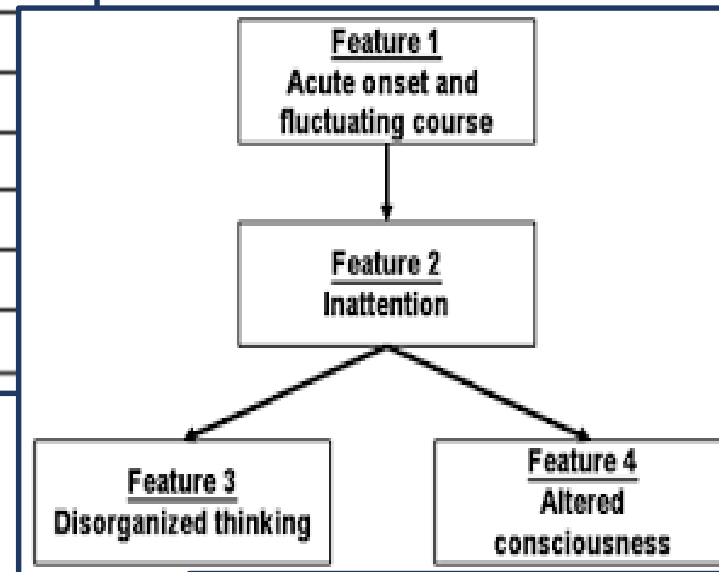 Feature 1
Acute onset and
fluctuating course
Feature 2
Inattention
Feature 3
Disorganized thinking
Feature 4
Altered
consciousness